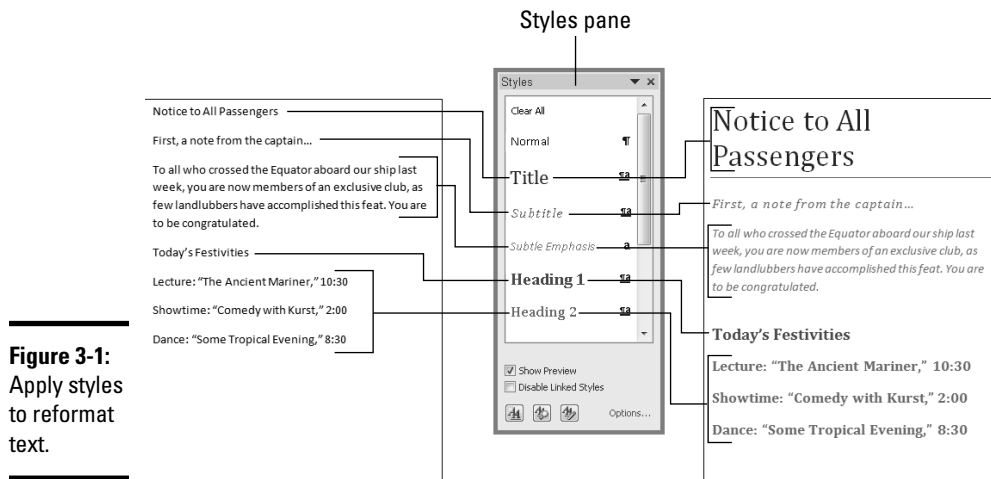 Styles pane
Notice to All Passengers
First, a note from the captain…
To all who crossed the Equator aboard our ship last
week, you are now members of an exclusive club, as
few landlubbers have accomplished this feat. You are
to be congratulated.
Today's Festivities
Lecture: “The Ancient Mariner,” 10:30
Showtime: “Comedy with Kurst,” 2:00
Dance: “Some Tropical Evening,” 8:30
Styles
Clear All
Normal ¶
Title ¶a
Subtitle ¶a
Subtle Emphasis a
Heading 1 ¶a
Heading 2 ¶a
Show Preview
Disable Linked Styles
Options...
Notice to All
Passengers
First, a note from the captain…
To all who crossed the Equator aboard our ship last
week, you are now members of an exclusive club, as
few landlubbers have accomplished this feat. You are
to be congratulated.
Today's Festivities
Lecture: “The Ancient Mariner,” 10:30
Showtime: “Comedy with Kurst,” 2:00
Dance: “Some Tropical Evening,” 8:30
Figure 3-1:
Apply styles
to reformat
text.